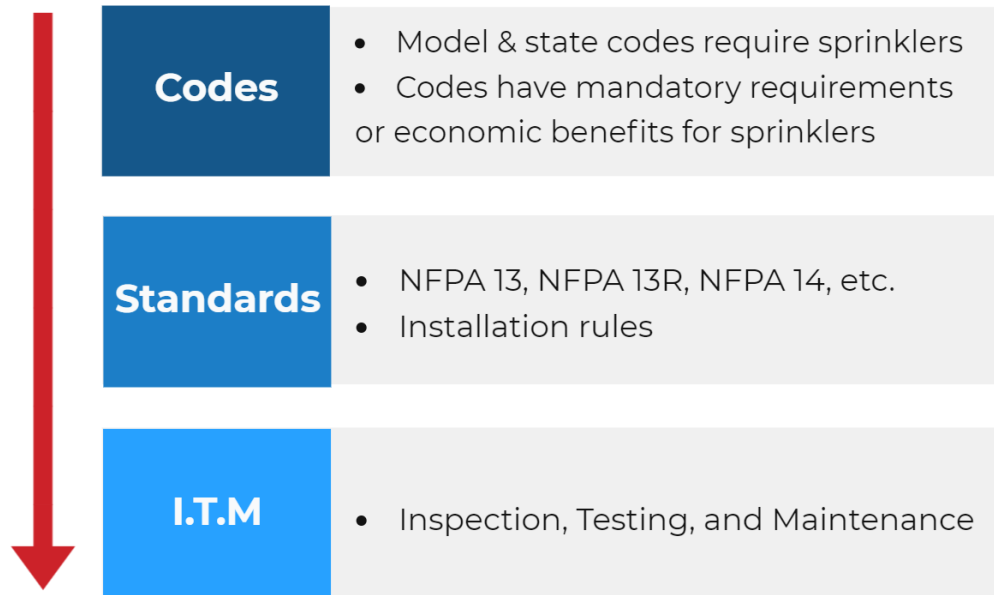 Codes
• Model & state codes require sprinklers
• Codes have mandatory requirements
or economic benefits for sprinklers
Standards
• NFPA 13, NFPA 13R, NFPA 14, etc.
• Installation rules
I.T.M
• Inspection, Testing, and Maintenance